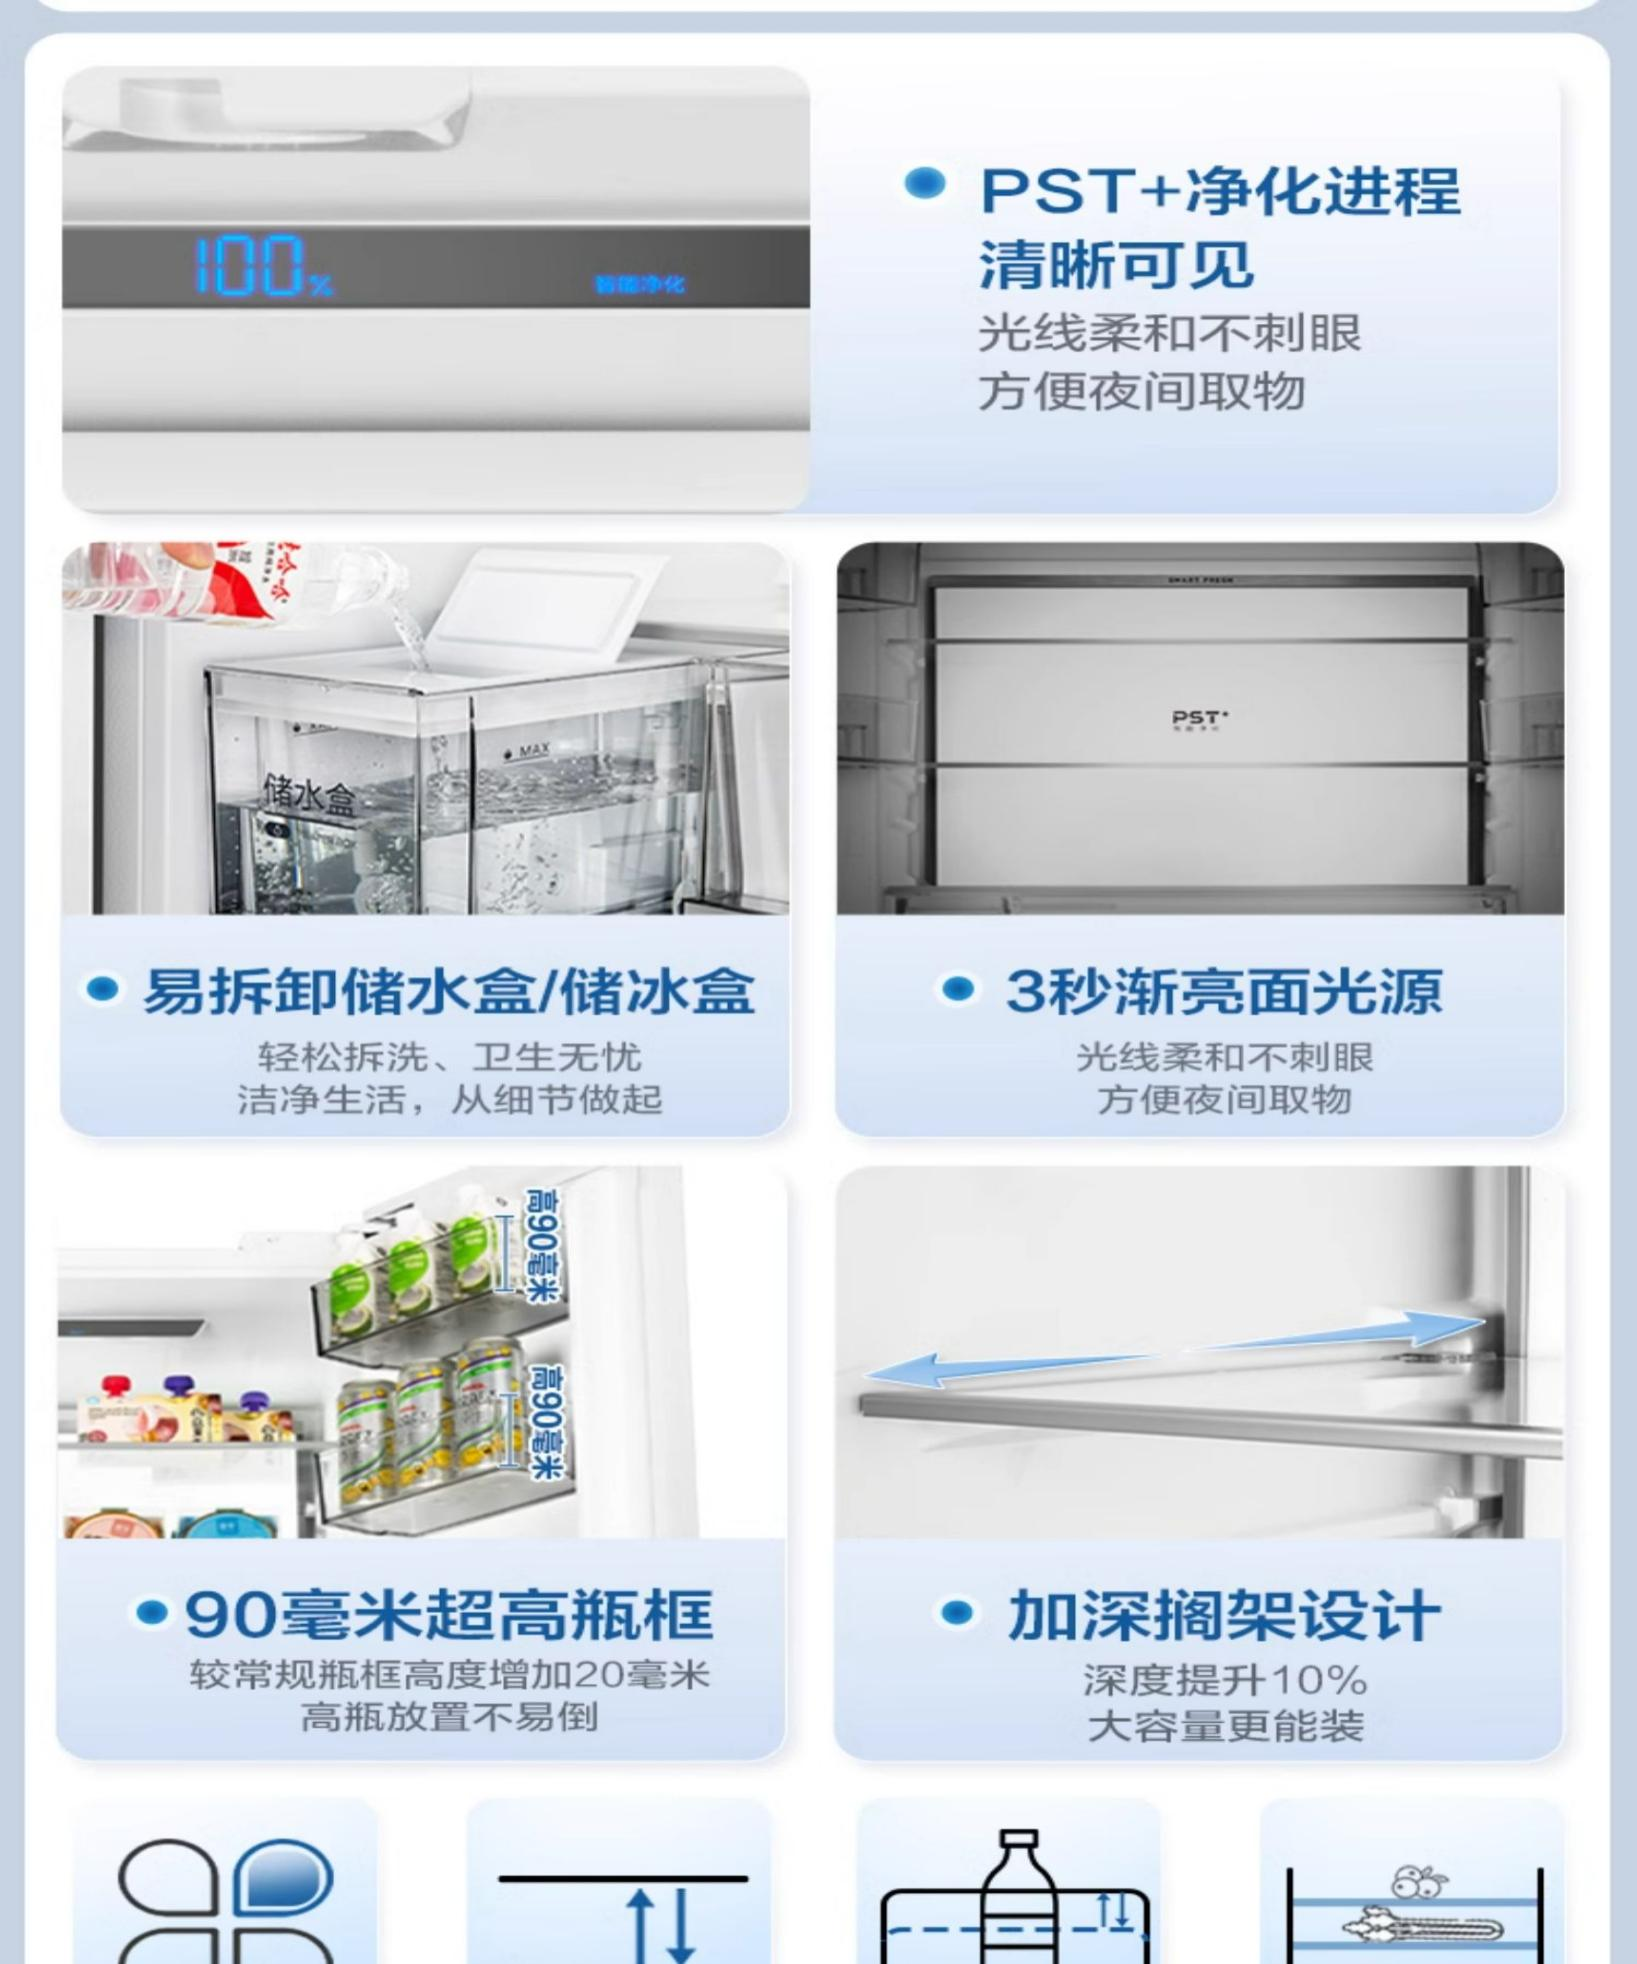 100%
智能净化
PST+净化进程
清晰可见
光线柔和不刺眼
方便夜间取物
MAX
储水盒
SMART FRESH
PST+
易拆卸储水盒/储冰盒
轻松拆洗、卫生无忧
洁净生活，从细节做起
3秒渐亮面光源
光线柔和不刺眼
方便夜间取物
高90毫米
高90毫米
90毫米超高瓶框
较常规瓶框高度增加20毫米
高瓶放置不易倒
加深搁架设计
深度提升10%
大容量更能装